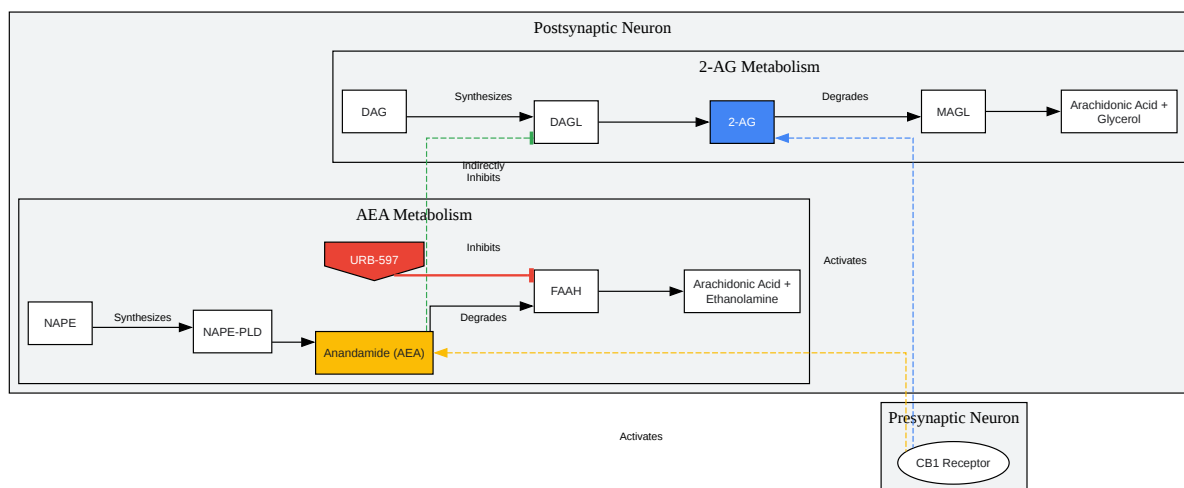 Postsynaptic Neuron
2-AG Metabolism
DAG
Synthesizes
DAGL
2-AG
Degrades
MAGL
Arachidonic Acid +
Glycerol
Indirectly
Inhibits
AEA Metabolism
URB-597
Inhibits
FAAH
Arachidonic Acid +
Ethanolamine
Activates
NAPE
Synthesizes
NAPE-PLD
Anandamide (AEA)
Degrades
Presynaptic Neuron
Activates
CB1 Receptor